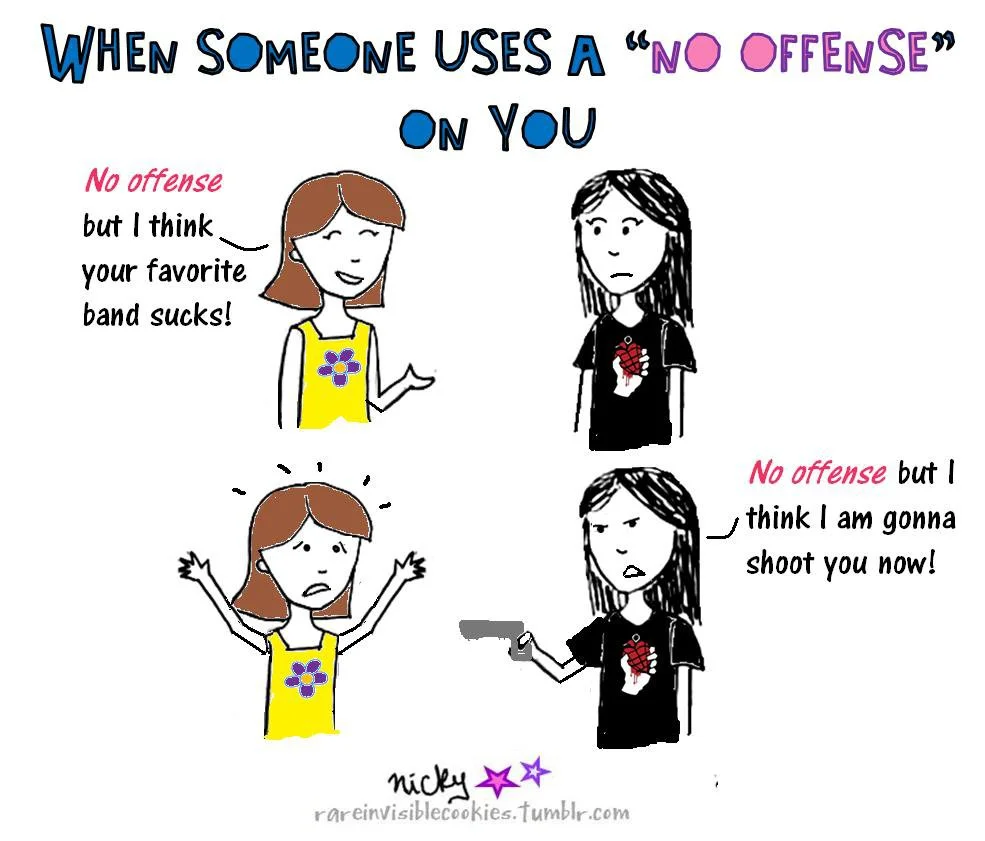 WHEN SOMEONE USES A “NO OFFENSE”
ON YOU
No offense
but I think
your favorite
band sucks!
No offense but I
think I am gonna
shoot you now!
nicky
rareinvisiblecookies.tumblr.com